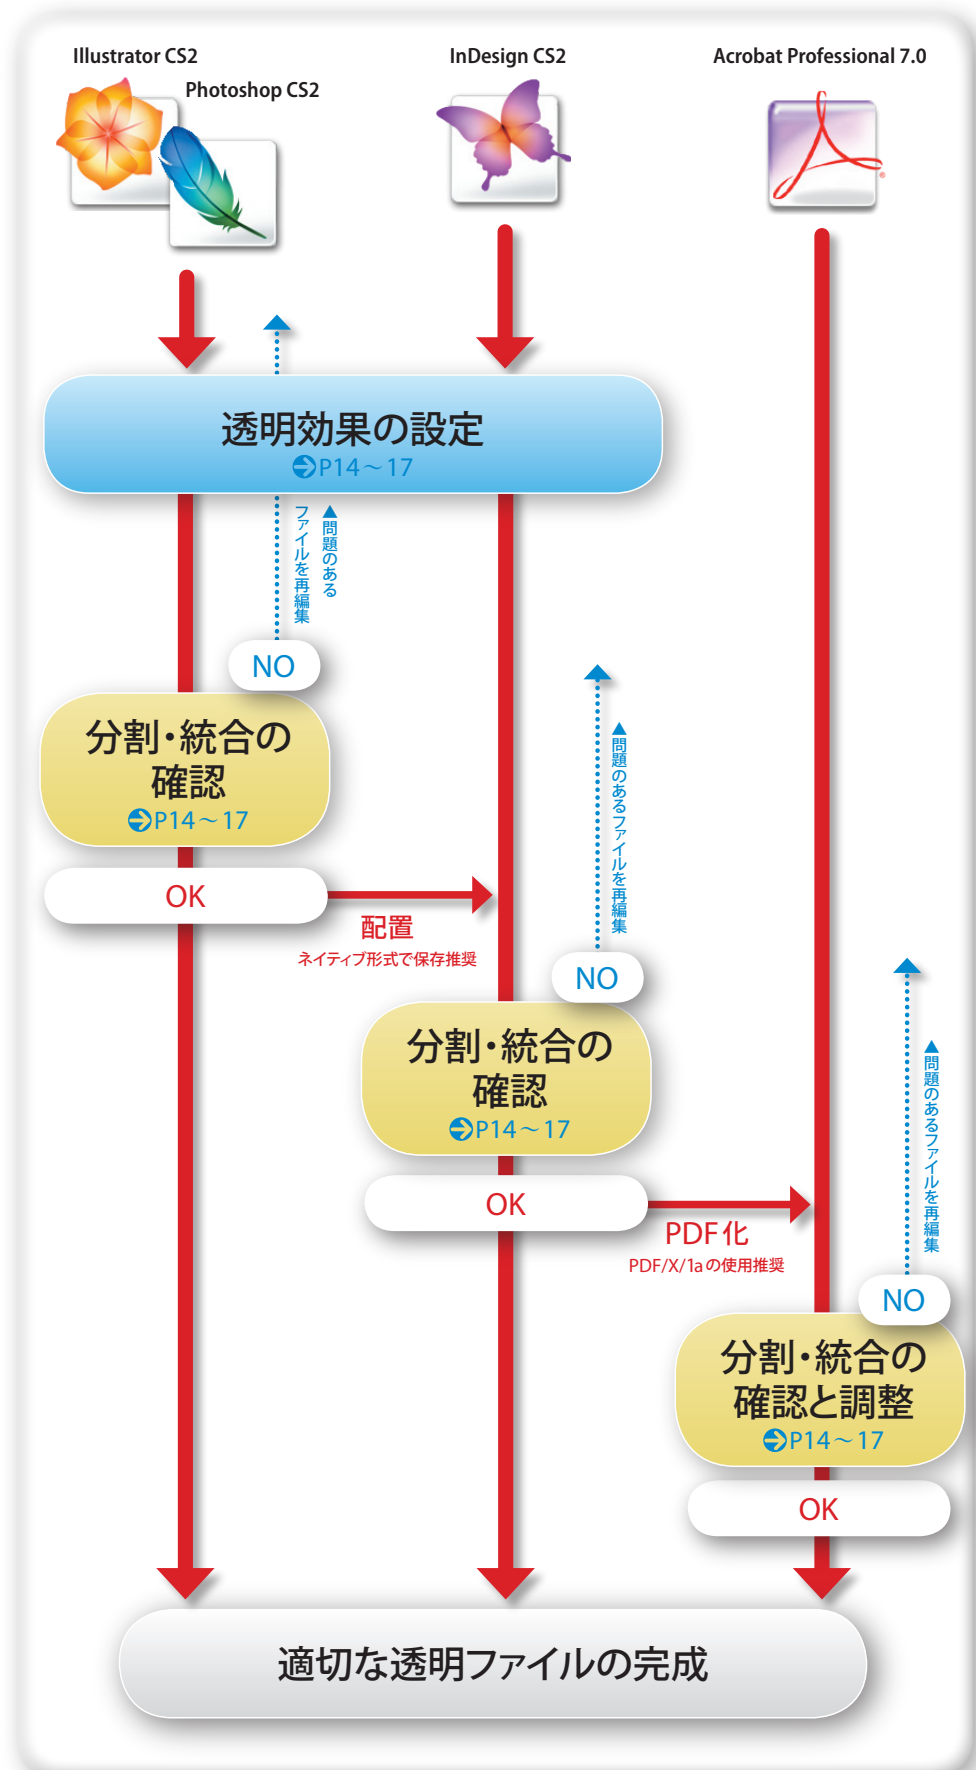 Illustrator CS2
Photoshop CS2
InDesign CS2
Acrobat Professional 7.0
透明効果の設定
P14～17
▲問題のある
ファイルを再編集
NO
分割・統合の
確認
P14～17
OK
配置
ネイティブ形式で保存推奨
▲問題のあるファイルを再編集
NO
分割・統合の
確認
P14～17
OK
PDF化
PDF/X/1aの使用推奨
▲問題のあるファイルを再編集
NO
分割・統合の
確認と調整
P14～17
OK
適切な透明ファイルの完成